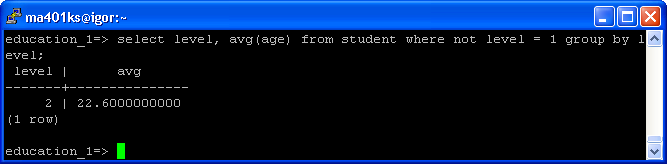 ma401ks@igor:~
education_1=> select level, avg(age) from student where not level = 1 group by l
evel;
 level |      avg
-------+---------------
     2 | 22.6000000000
(1 row)
education_1=>